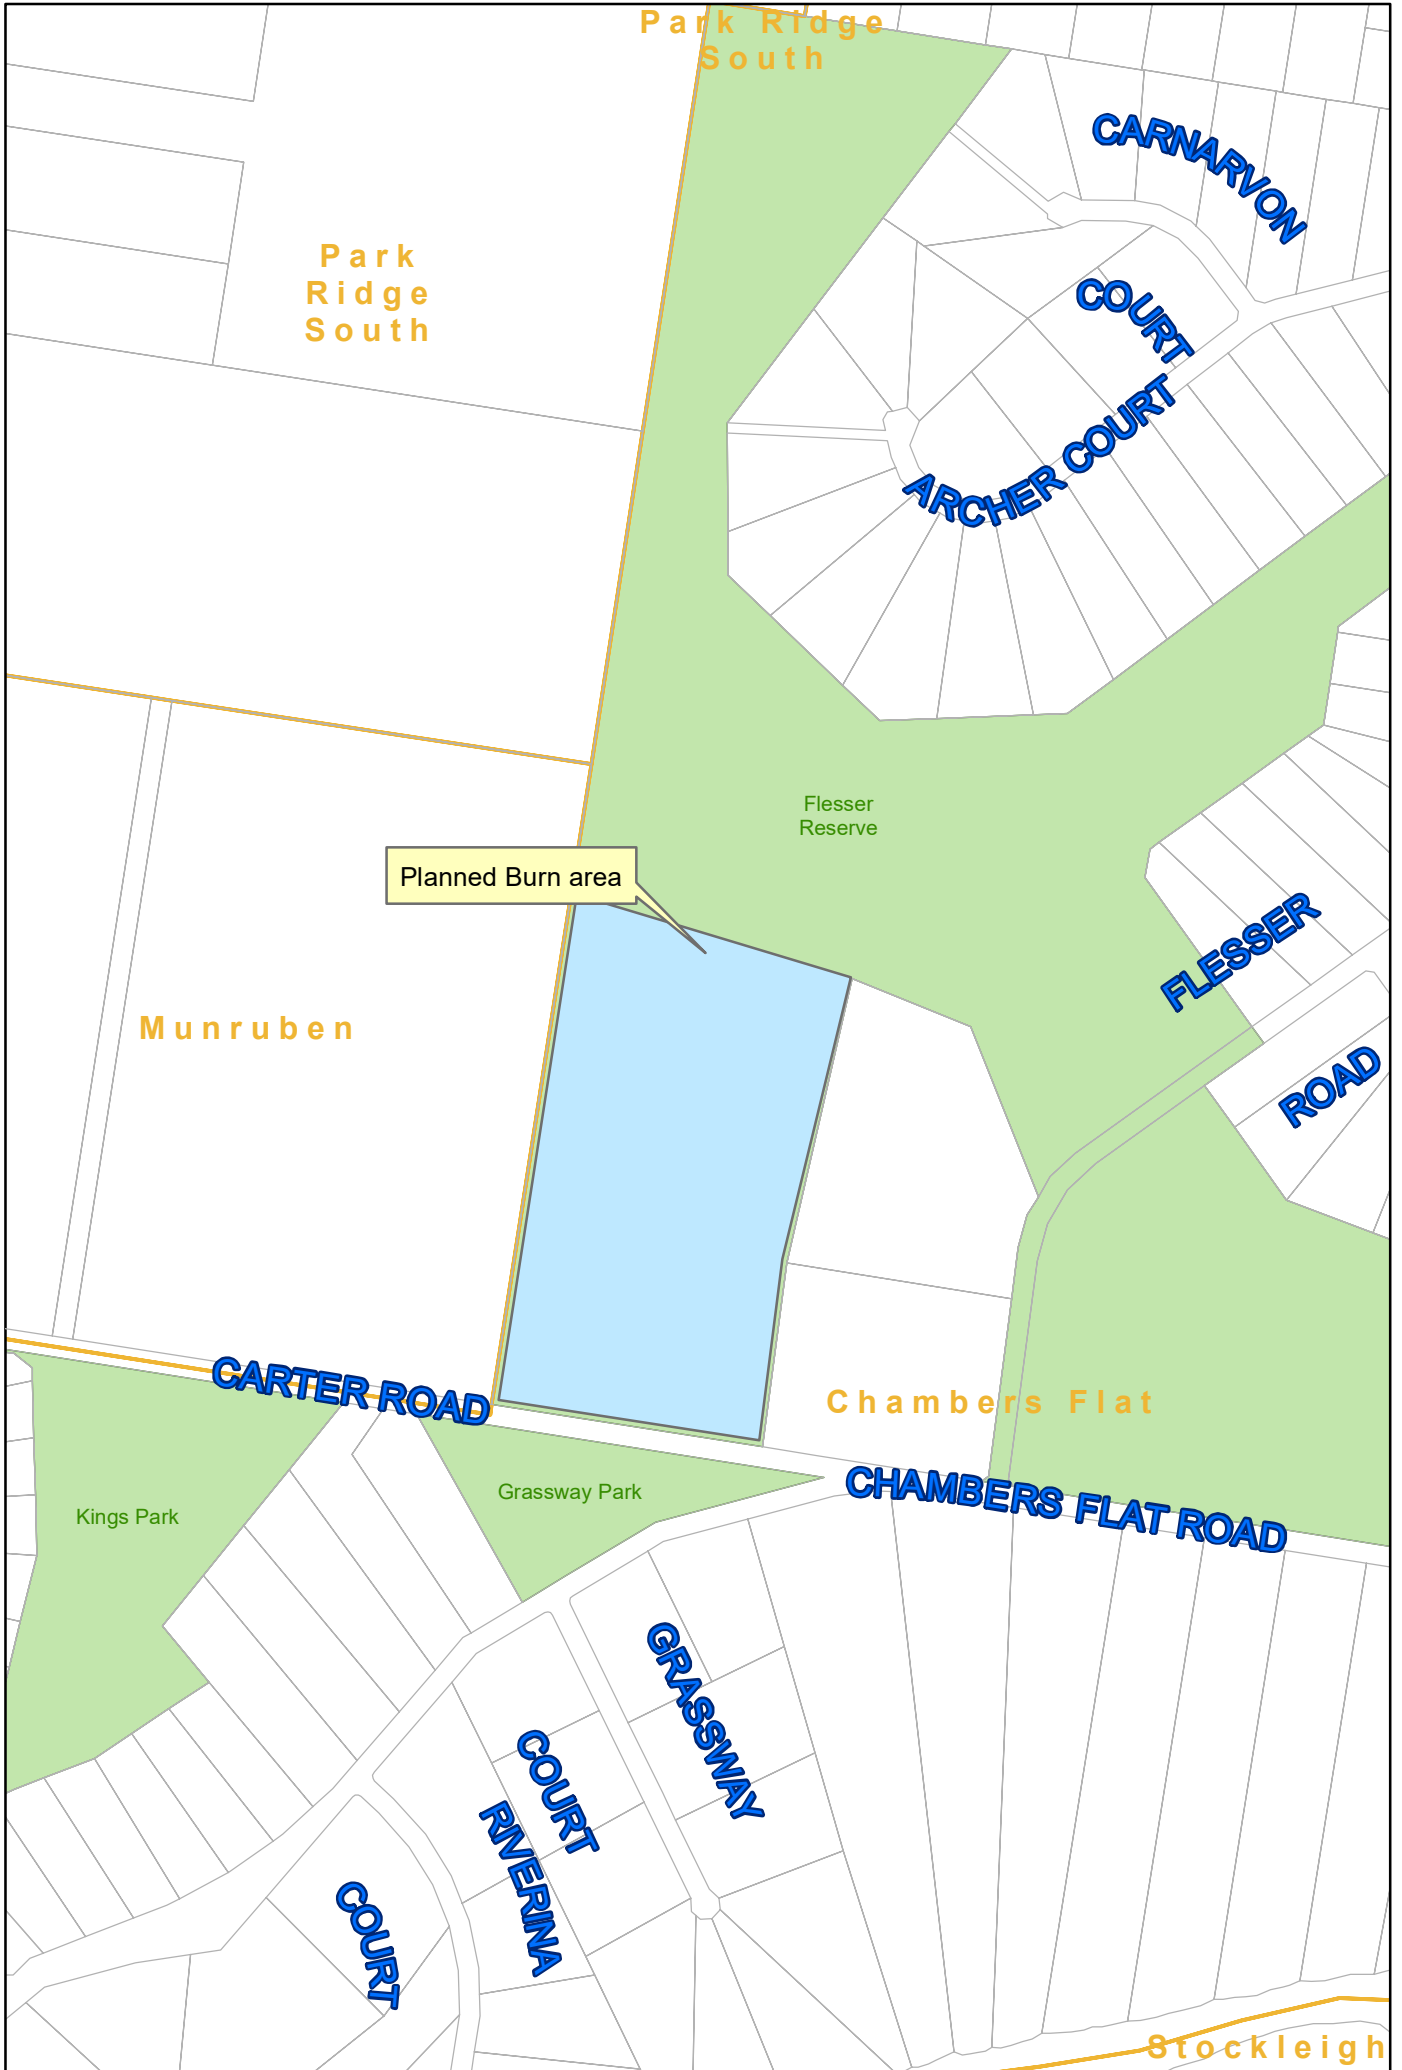 Park Ridge
South
CARNARVON
COURT
Park
Ridge
South
ARCHER COURT
Flesser
Reserve
Planned Burn area
FLESSER
ROAD
Munruben
CARTER ROAD
Chambers Flat
Grassway Park
CHAMBERS FLAT ROAD
Kings Park
GRASSWAY
COURT
RIVERINA
COURT
Stockleigh